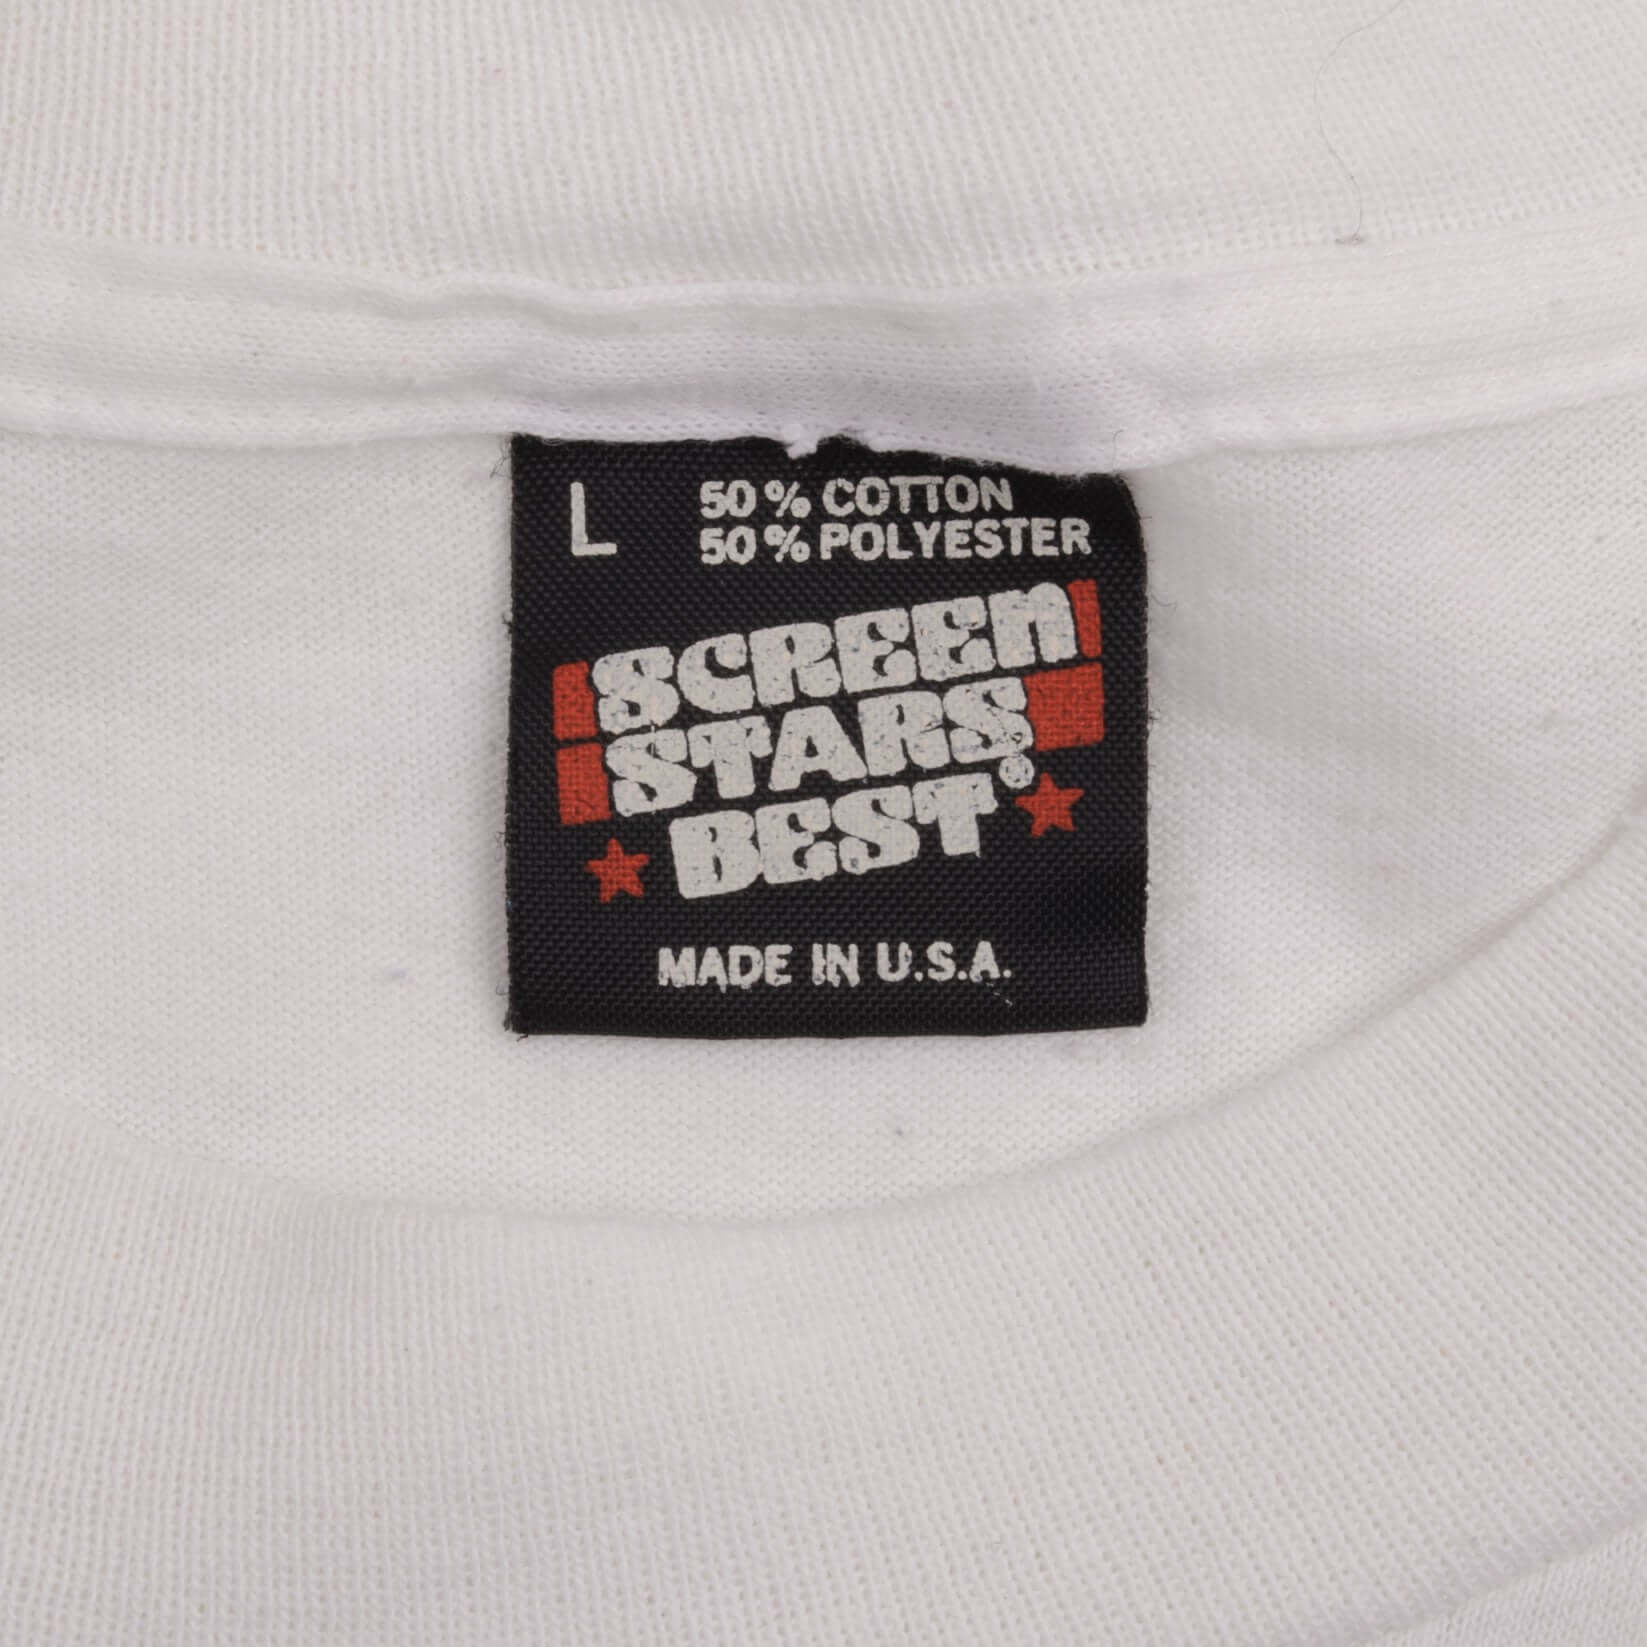 L
50% COTTON
50% POLYESTER
SCREEN
STARS
BEST®
MADE IN U.S.A.